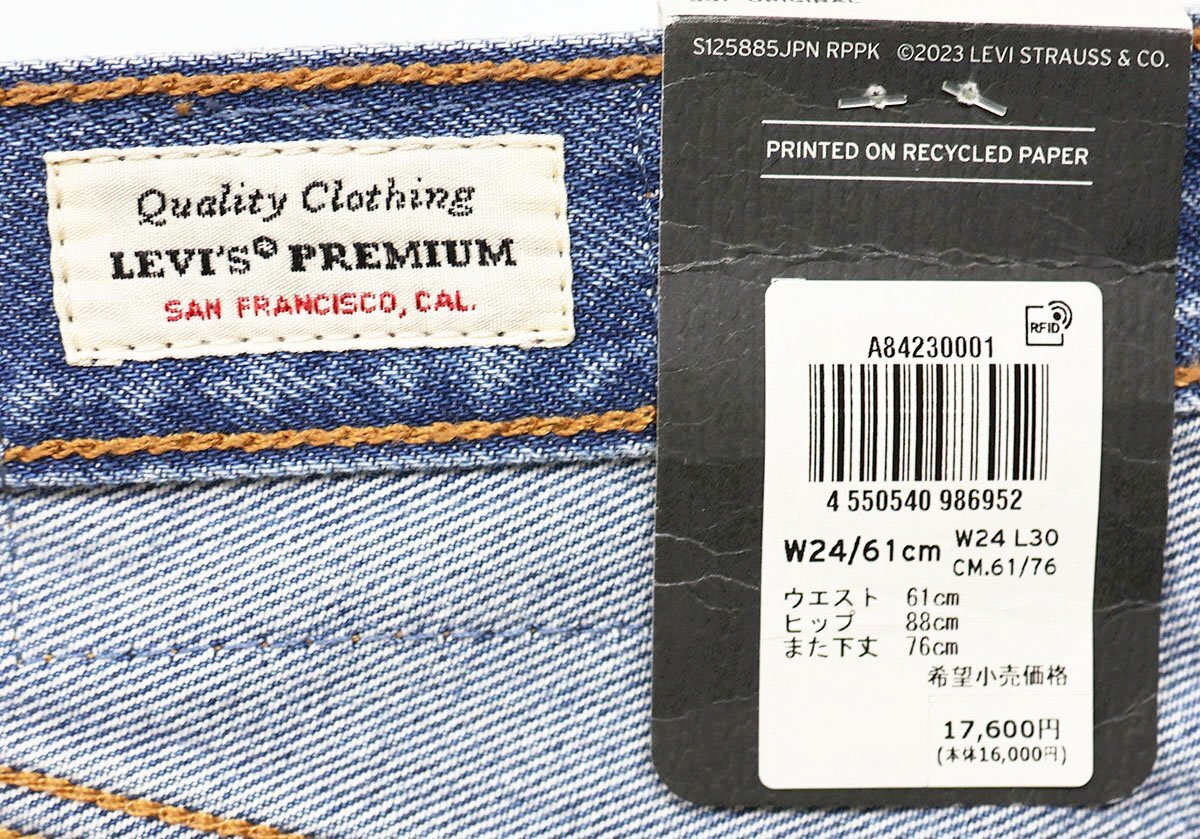 Quality Clothing
LEVI'S® PREMIUM
SAN FRANCISCO, CAL.
S125885JPN RPPK ©2023 LEVI STRAUSS & CO.
PRINTED ON RECYCLED PAPER
RFID
A84230001
4 550540 986952
W24/61cm W24 L30
CM.61/76
ウエスト 61cm
ヒップ 88cm
また下丈 76cm
希望小売価格
17,600円
(本体16,000円)